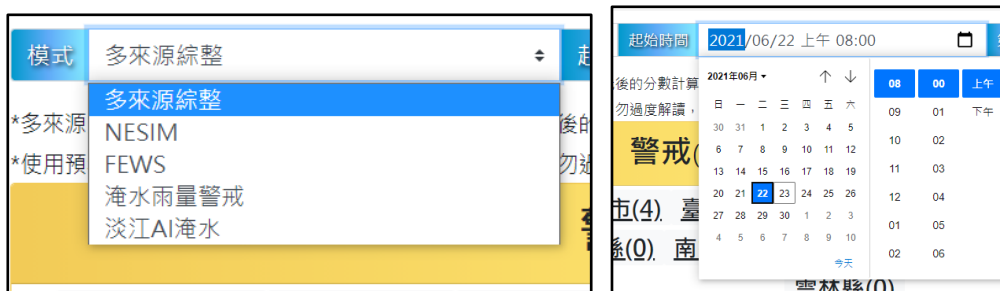 模式 多來源綜整
多來源綜整
*多來源
NESIM
*使用預
FEWS
淹水雨量警戒
淡江AI淹水
後的
起始時間 2021/06/22 上午 08:00
後的分數計算
勿過度解讀，
警戒(
市(4)
縣(0) 南
雲林縣(0)
2021年06月
日 一 二 三 四 五 六
30 31 1 2 3 4 5
6 7 8 9 10 11 12
13 14 15 16 17 18 19
20 21 22 23 24 25 26
27 28 29 30 1 2 3
4 5 6 7 8 9 10
今天
08 00 上午
09 01 下午
10 02
11 03
12 04
01 05
02 06